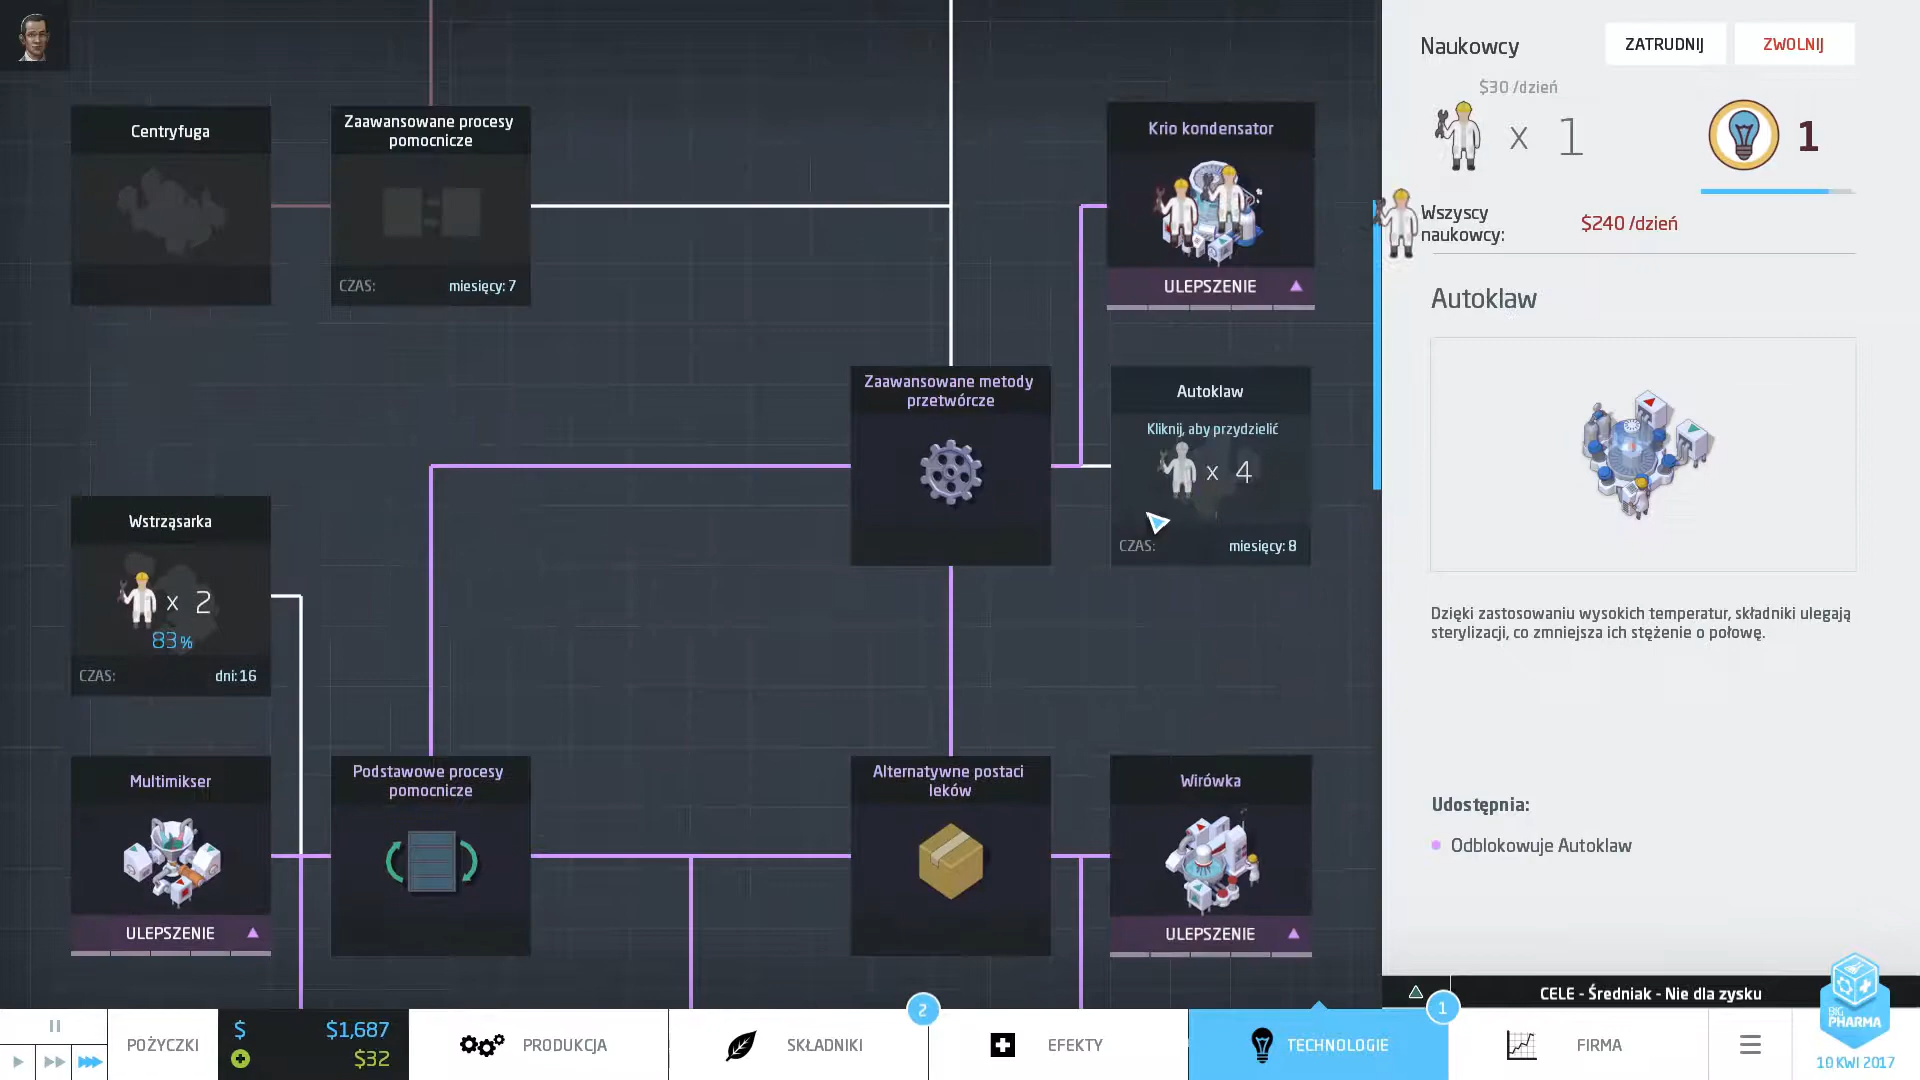 Naukowcy
ZATRUDNIJ
ZWOLNIJ
$30 /dzień
x 1
1
Wszyscy
naukowcy:
$240 /dzień
Centryfuga
Zaawansowane procesy
pomocnicze
CZAS:
miesięcy: 7
Krio kondensator
ULEPSZENIE
Autoklaw
Zaawansowane metody
przetwórcze
Autoklaw
Kliknij, aby przydzielić
x 4
CZAS:
miesięcy: 8
Wstrząsarka
x 2
83%
CZAS:
dni: 16
Dzięki zastosowaniu wysokich temperatur, składniki ulegają
sterylizacji, co zmniejsza ich stężenie o połowę.
Udostępnia:
Odblokowuje Autoklaw
Multimikser
ULEPSZENIE
Podstawowe procesy
pomocnicze
Alternatywne postaci
leków
Wirówka
ULEPSZENIE
CELE - Średniak - Nie dla zysku
POŻYCZKI
$
$1,687
$32
PRODUKCJA
SKŁADNIKI
2
EFEKTY
TECHNOLOGIE
1
FIRMA
BIG
PHARMA
10 KWI 2017